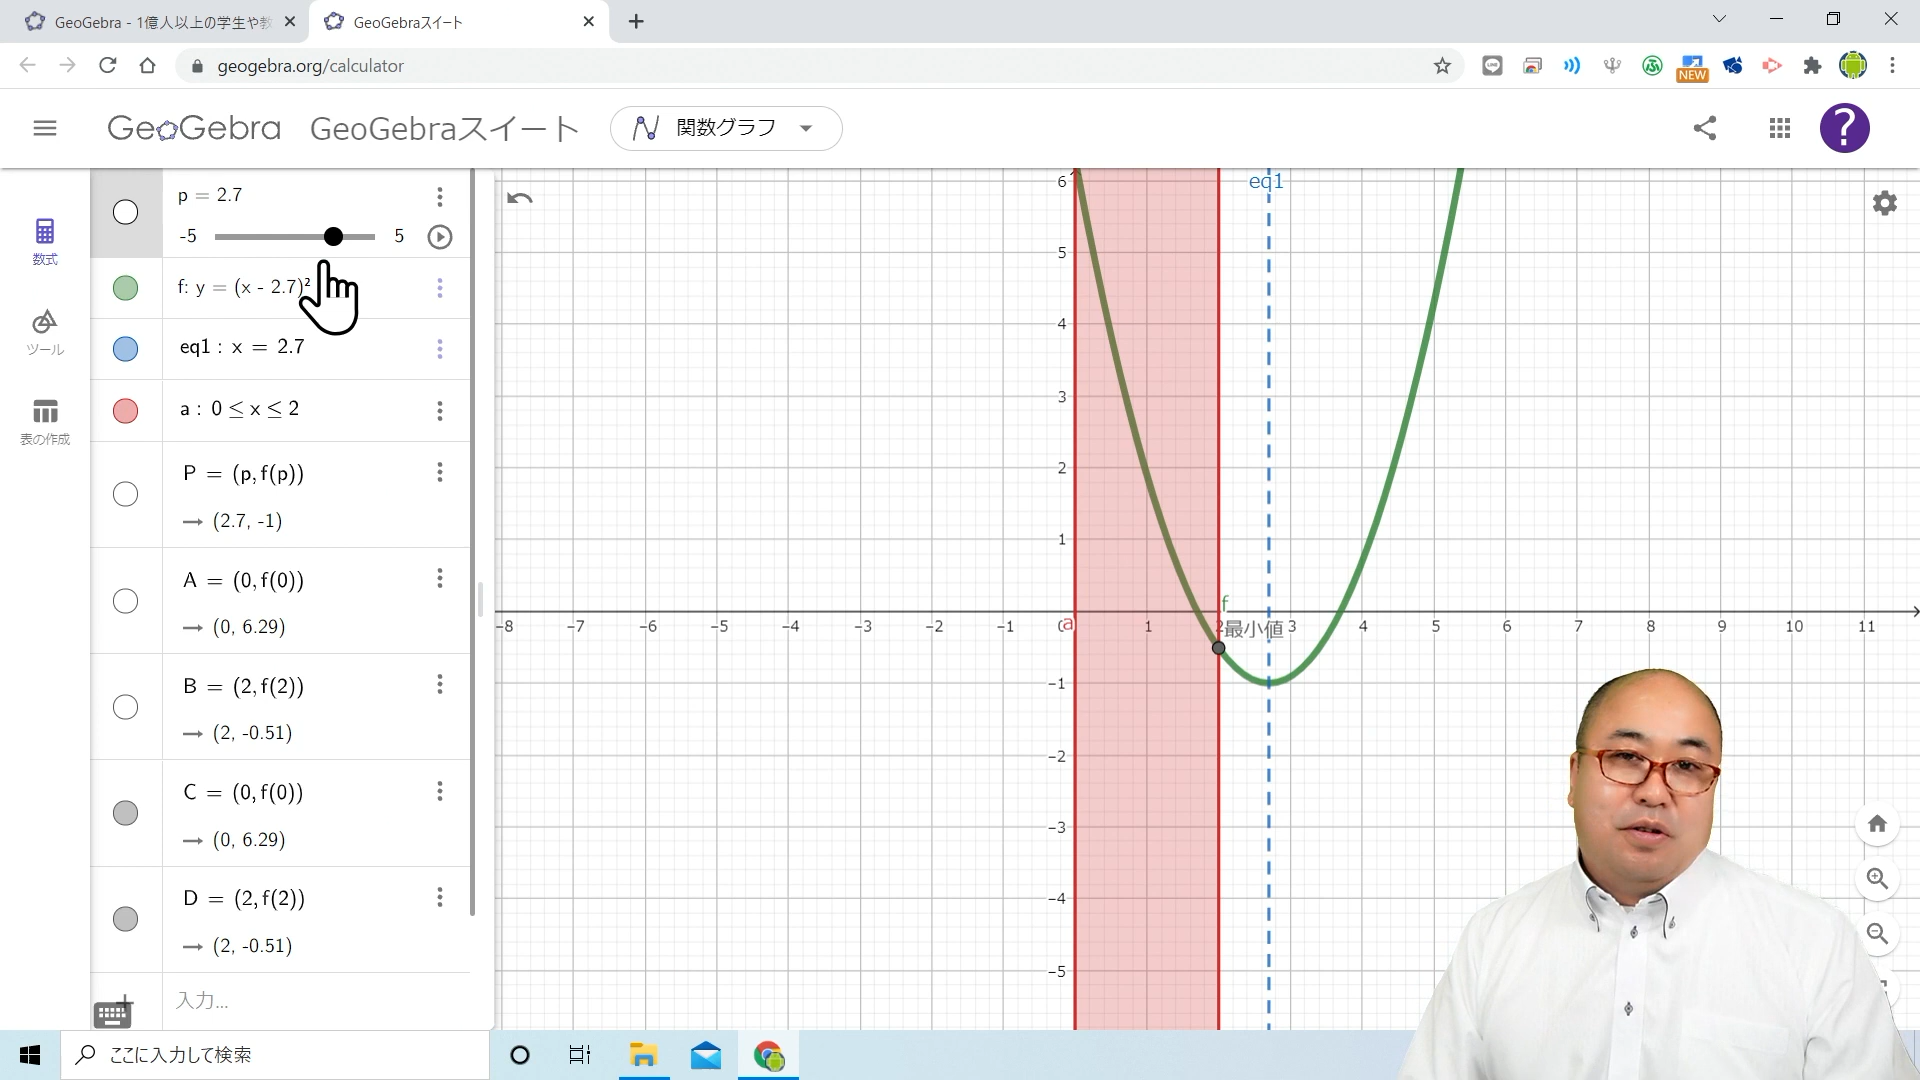 GeoGebra - 1億人以上の学生や教
GeoGebraスイート
geogebra.org/calculator
NEW
GeoGebra
GeoGebraスイート
関数グラフ
?
数式
ツール
表の作成
p = 2.7
-5
5
f: y = (x - 2.7)²
eq1 : x = 2.7
a : 0 ≤ x ≤ 2
P = (p, f(p))
→ (2.7, -1)
A = (0, f(0))
→ (0, 6.29)
B = (2, f(2))
→ (2, -0.51)
C = (0, f(0))
→ (0, 6.29)
D = (2, f(2))
→ (2, -0.51)
入力...
eq1
6
5
4
3
2
1
f
-8 -7 -6 -5 -4 -3 -2 -1 0 a 1 2 最小値 3 4 5 6 7 8 9 10 11
-1
-2
-3
-4
-5
ここに入力して検索